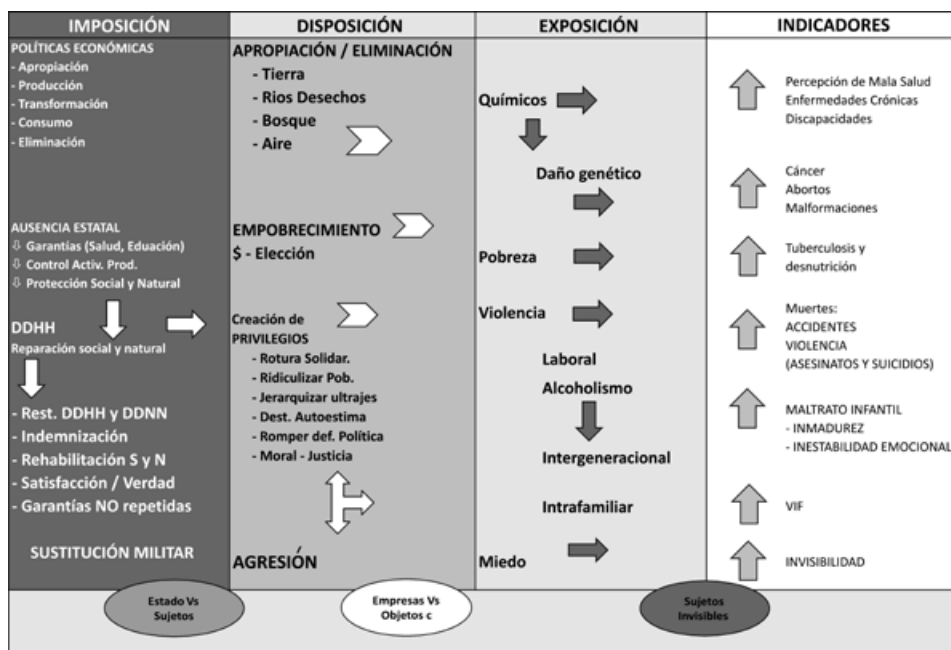 IMPOSICIÓN
POLÍTICAS ECONÓMICAS
- Apropiación
- Producción
- Transformación
- Consumo
- Eliminación
AUSENCIA ESTATAL
⇩ Garantías (Salud, Eduación)
⇩ Control Activ. Prod.
⇩ Protección Social y Natural
DDHH
Reparación social y natural
- Rest. DDHH y DDNN
- Indemnización
- Rehabilitación S y N
- Satisfacción / Verdad
- Garantías NO repetidas
SUSTITUCIÓN MILITAR
DISPOSICIÓN
APROPIACIÓN / ELIMINACIÓN
- Tierra
- Rios Desechos
- Bosque
- Aire
EMPOBRECIMIENTO
$ - Elección
Creación de
PRIVILEGIOS
- Rotura Solidar.
- Ridiculizar Pob.
- Jerarquizar ultrajes
- Dest. Autoestima
- Romper def. Política
- Moral - Justicia
AGRESIÓN
EXPOSICIÓN
Químicos
Daño genético
Pobreza
Violencia
Laboral
Alcoholismo
Intergeneracional
Intrafamiliar
Miedo
INDICADORES
Percepción de Mala Salud
Enfermedades Crónicas
Discapacidades
Cáncer
Abortos
Malformaciones
Tuberculosis y
desnutrición
Muertes:
ACCIDENTES
VIOLENCIA
(ASESINATOS Y SUICIDIOS)
MALTRATO INFANTIL
- INMADUREZ
- INESTABILIDAD EMOCIONAL
VIF
INVISIBILIDAD
Estado Vs
Sujetos
Empresas Vs
Objetos c
Sujetos
Invisibles